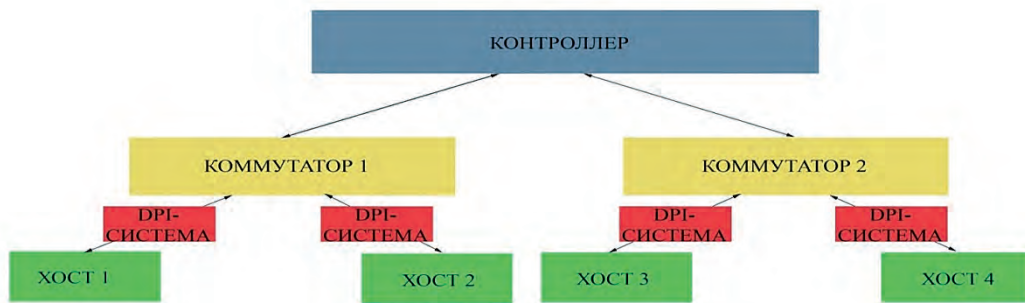 КОНТРОЛЛЕР
КОММУТАТОР 1
КОММУТАТОР 2
DPI-
СИСТЕМА
DPI-
СИСТЕМА
DPI-
СИСТЕМА
DPI-
СИСТЕМА
ХОСТ 1
ХОСТ 2
ХОСТ 3
ХОСТ 4